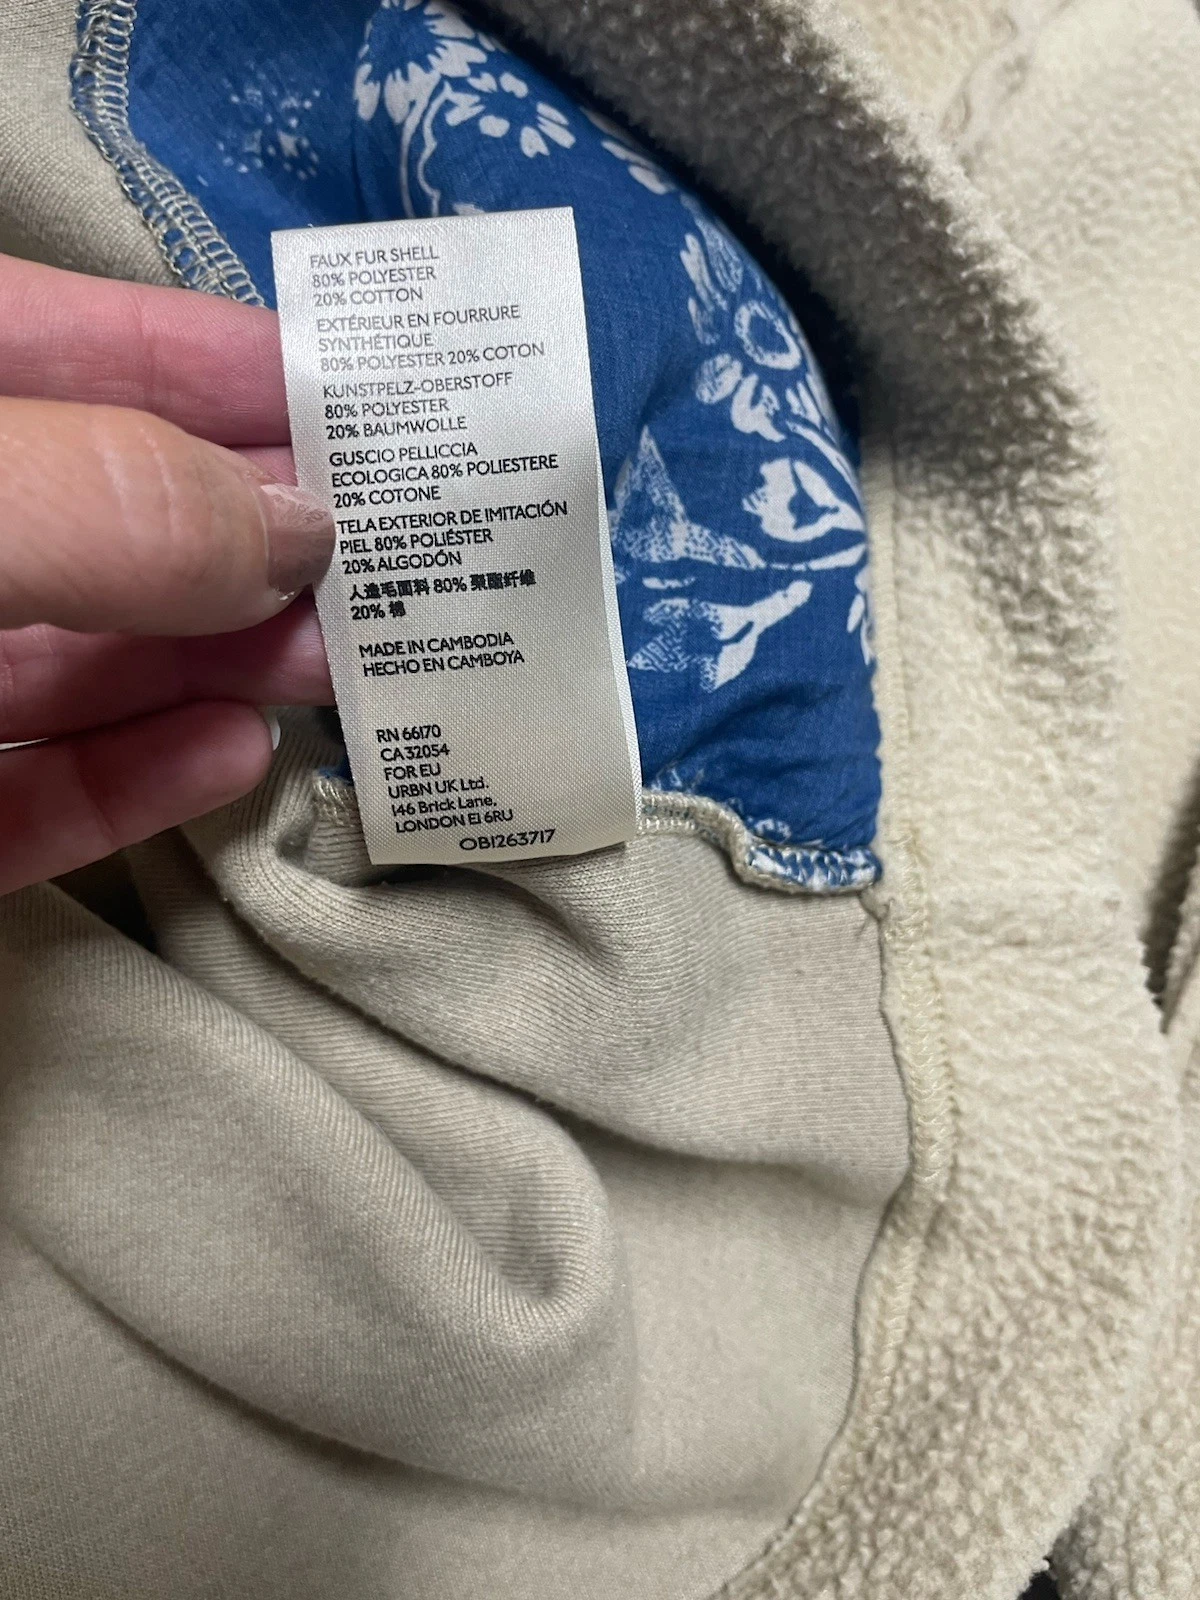 FAUX FUR SHELL
80% POLYESTER
20% COTTON
EXTÉRIEUR EN FOURRURE
SYNTHÉTIQUE
80% POLYESTER 20% COTON
KUNSTPELZ-OBERSTOFF
80% POLYESTER
20% BAUMWOLLE
GUSCIO PELLICCIA
ECOLOGICA 80% POLIESTERE
20% COTONE
TELA EXTERIOR DE IMITACIÓN
PIEL 80% POLIÉSTER
20% ALGODÓN
人造毛面料 80% 聚酯纤维
20% 棉
MADE IN CAMBODIA
HECHO EN CAMBOYA
RN 66170
CA 32054
FOR EU
URBN UK Ltd.
146 Brick Lane,
LONDON E1 6RU
OB1263717